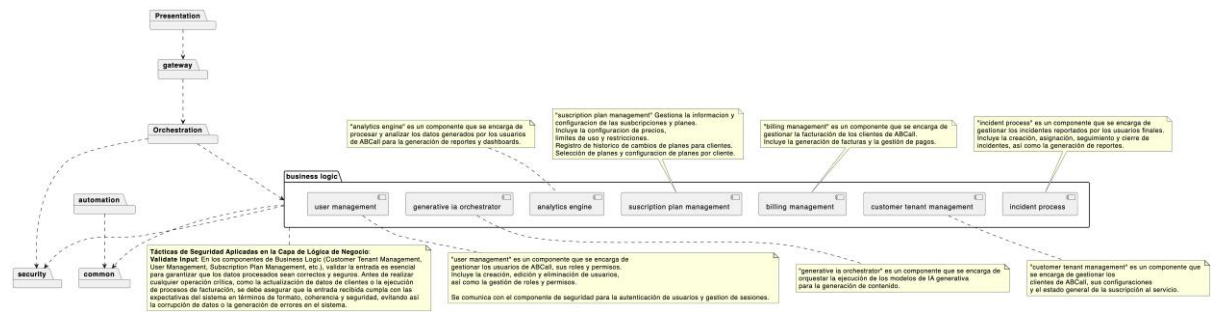 Presentation
gateway
Orchestration
"analytics engine" es un componente que se encarga de
procesar y analizar los datos generados por los usuarios
de ABCall para la generación de reportes y dashboards.
"suscription plan management" Gestiona la informacion y
configuracion de las subcripciones y planes.
Incluye la configuracion de precios,
limites de uso y restricciones.
Registro de historico de cambios de planes para clientes.
Selección de planes y configuracion de planes por cliente.
"billing management" es un componente que se encarga de
gestionar la facturación de los clientes de ABCall.
Incluye la generación de facturas y la gestión de pagos.
"incident process" es un componente que se encarga de
gestionar los incidentes reportados por los usuarios finales.
Incluye la creación, asignación, seguimiento y cierre de
incidentes, así como la generación de reportes.
business logic
user management
generative ia orchestrator
analytics engine
suscription plan management
billing management
customer tenant management
incident process
automation
security
common
Tácticas de Seguridad Aplicadas en la Capa de Lógica de Negocio:
Validate Input: En los componentes de Business Logic (Customer Tenant Management,
User Management, Subscription Plan Management, etc.), validar la entrada es esencial
para garantizar que los datos procesados sean correctos y seguros. Antes de realizar
cualquier operación crítica, como la actualización de datos de clientes o la ejecución
de procesos de facturación, se debe asegurar que la entrada recibida cumpla con las
expectativas del sistema en términos de formato, coherencia y seguridad, evitando así
la corrupción de datos o la generación de errores en el sistema.
"user management" es un componente que se encarga de
gestionar los usuarios de ABCall, sus roles y permisos.
Incluye la creación, edición y eliminación de usuarios,
así como la gestión de roles y permisos.
Se comunica con el componente de seguridad para la autenticación de usuarios y gestion de sesiones.
"generative ia orchestrator" es un componente que se encarga de
orquestar la ejecución de los modelos de IA generativa
para la generación de contenido.
"customer tenant management" es un componente que
se encarga de gestionar los
clientes de ABCall, sus configuraciones
y el estado general de la suscripción al servicio.